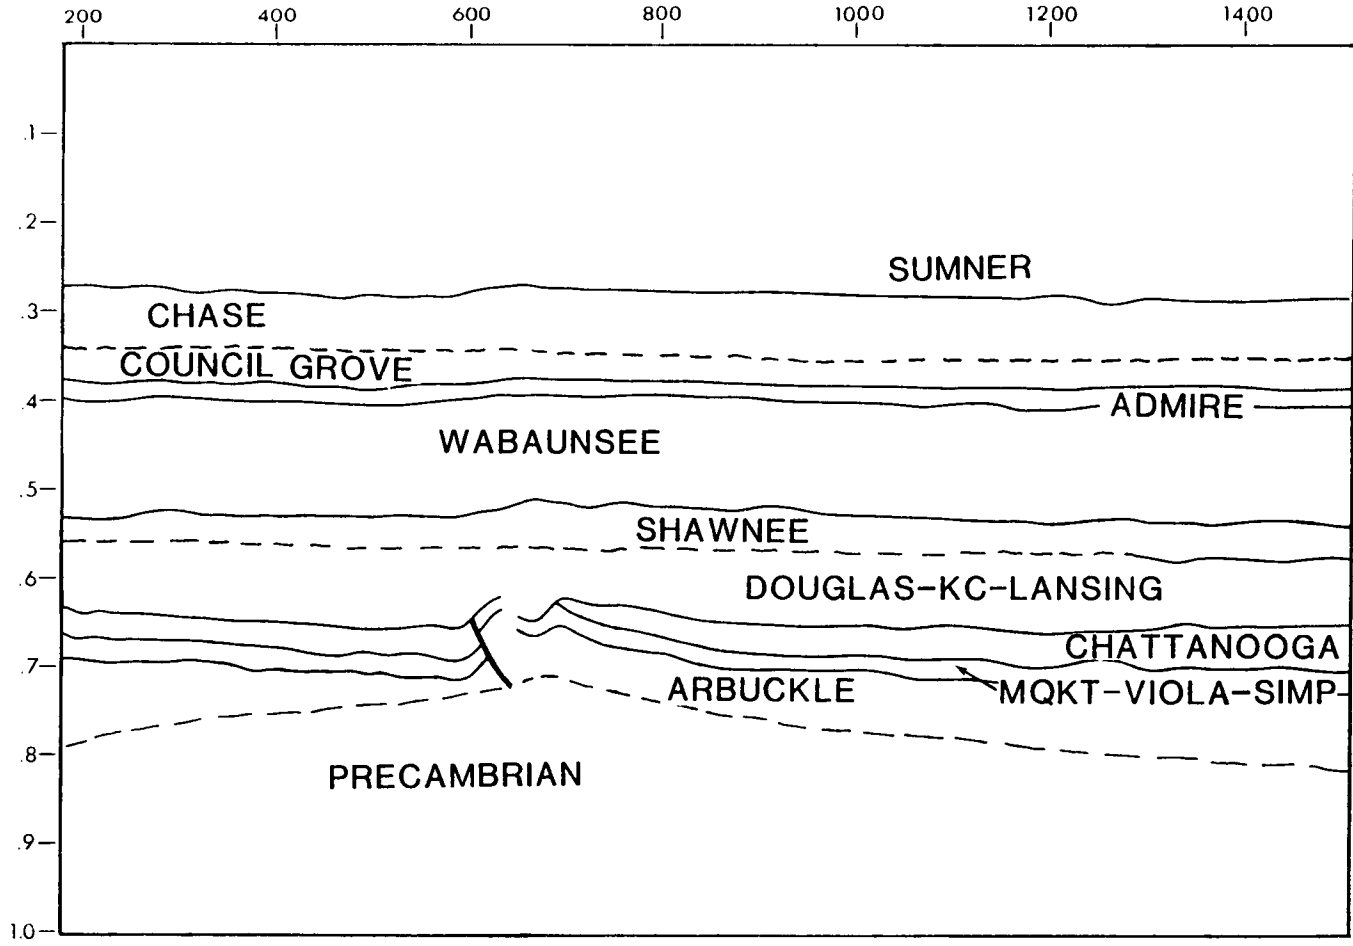 200 400 600 800 1000 1200 1400
.1
.2
SUMNER
.3
CHASE
COUNCIL GROVE
.4
ADMIRE
WABAUNSEE
.5
SHAWNEE
.6
DOUGLAS-KC-LANSING
CHATTANOOGA
.7
ARBUCKLE
MQKT-VIOLA-SIMP
.8
PRECAMBRIAN
.9
1.0